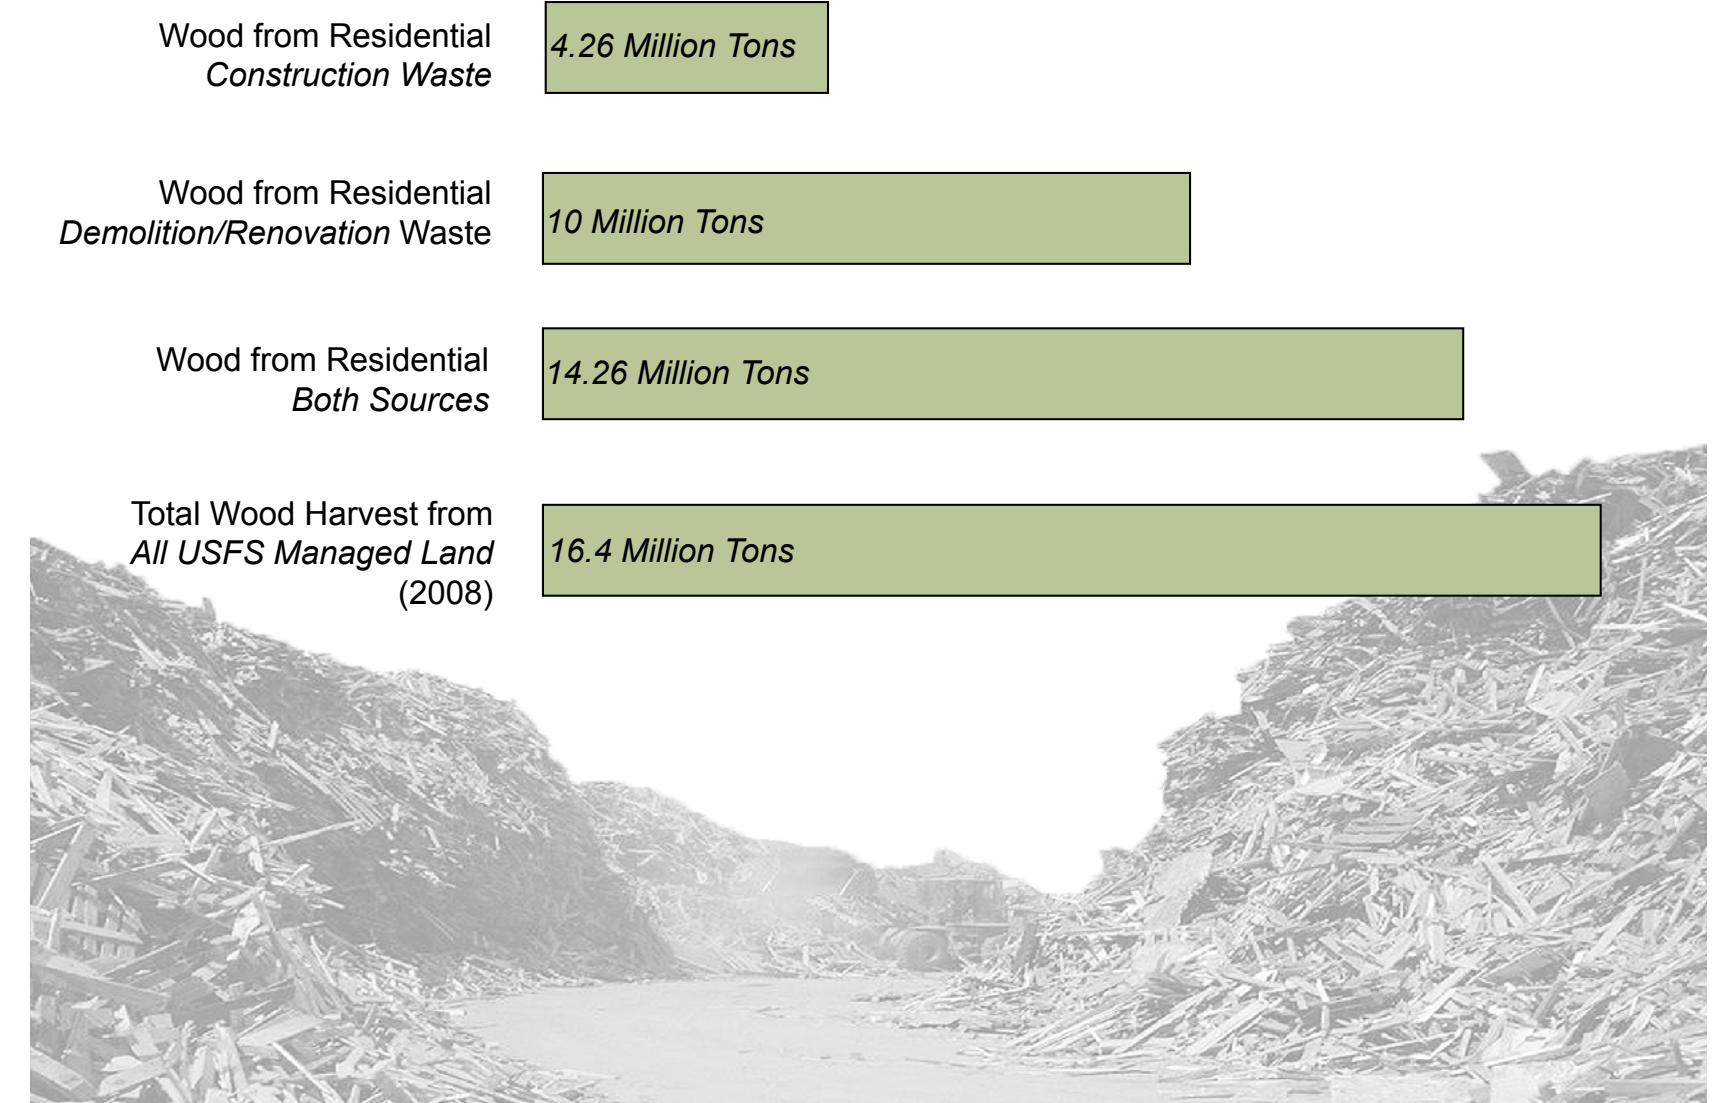 Wood from Residential
Construction Waste
4.26 Million Tons
Wood from Residential
Demolition/Renovation Waste
10 Million Tons
Wood from Residential
Both Sources
14.26 Million Tons
Total Wood Harvest from
All USFS Managed Land
(2008)
16.4 Million Tons